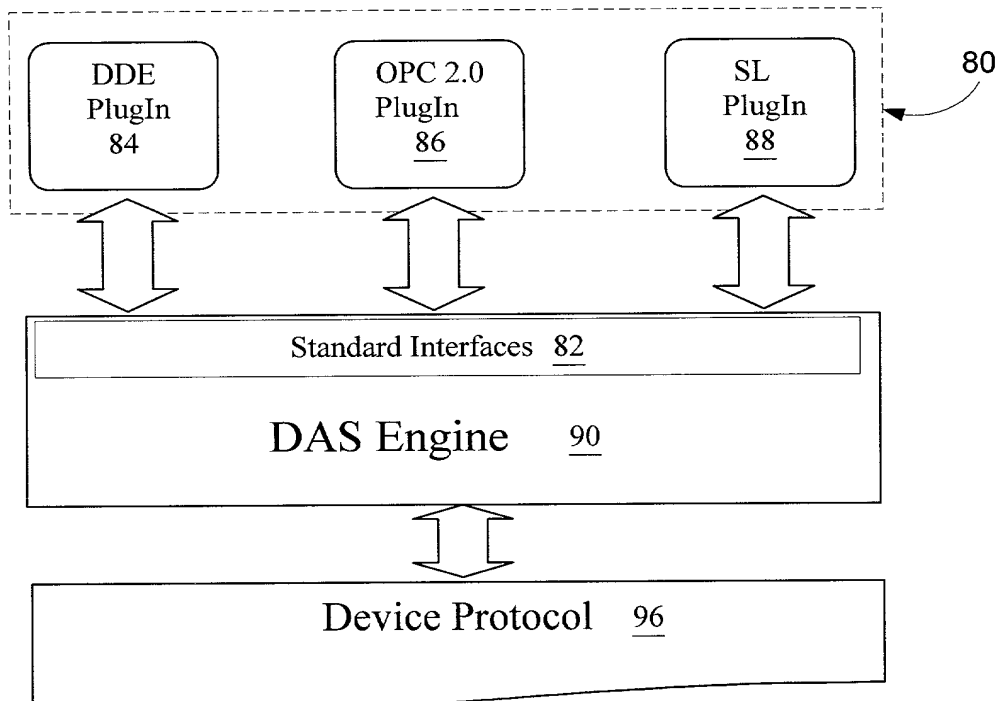 DDE
PlugIn
84
OPC 2.0
PlugIn
86
SL
PlugIn
88
80
Standard Interfaces 82
DAS Engine 90
Device Protocol 96